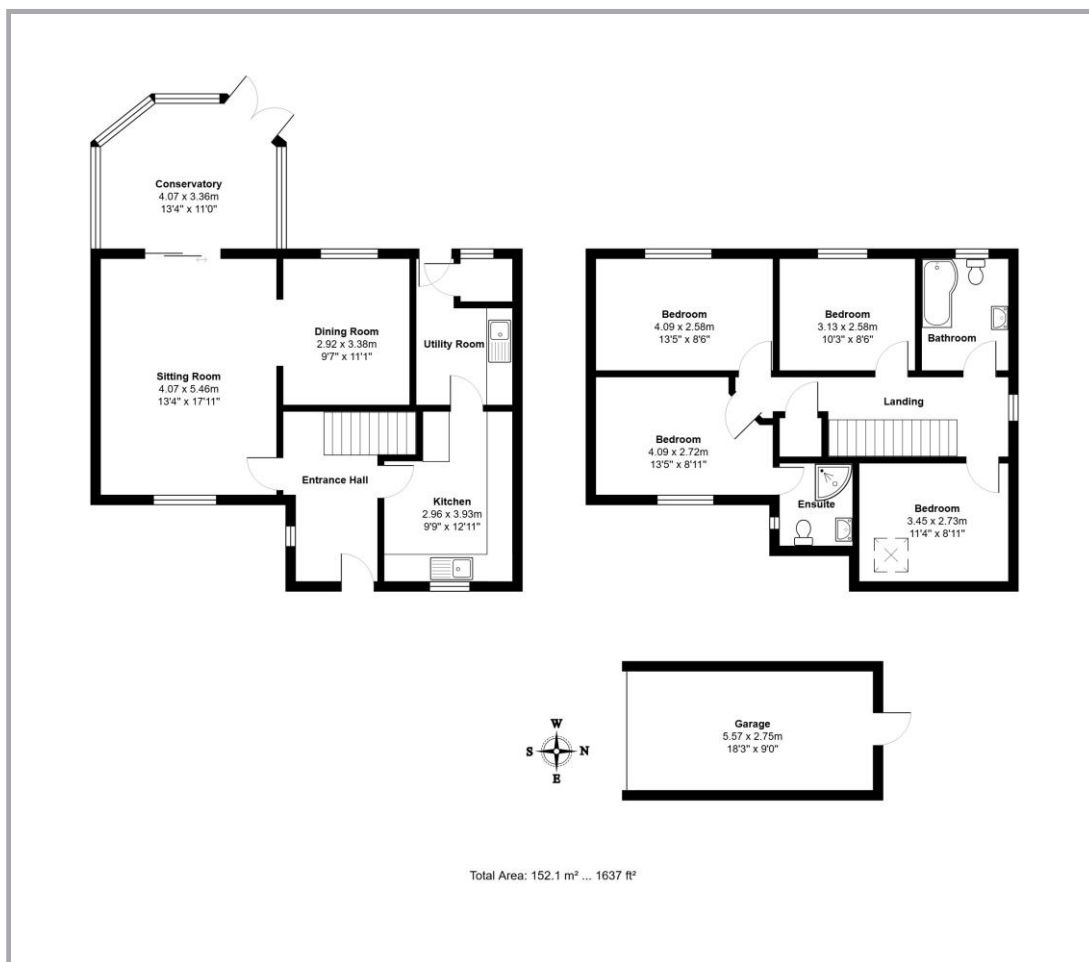 Conservatory
4.07 x 3.36m
13'4" x 11'0"
Dining Room
2.92 x 3.38m
9'7" x 11'1"
Utility Room
Sitting Room
4.07 x 5.46m
13'4" x 17'11"
Entrance Hall
Kitchen
2.96 x 3.93m
9'9" x 12'11"
Bedroom
4.09 x 2.58m
13'5" x 8'6"
Bedroom
3.13 x 2.58m
10'3" x 8'6"
Bathroom
Landing
Bedroom
4.09 x 2.72m
13'5" x 8'11"
Ensuite
Bedroom
3.45 x 2.73m
11'4" x 8'11"
Garage
5.57 x 2.75m
18'3" x 9'0"
W
S N
E
Total Area: 152.1 m² ... 1637 ft²